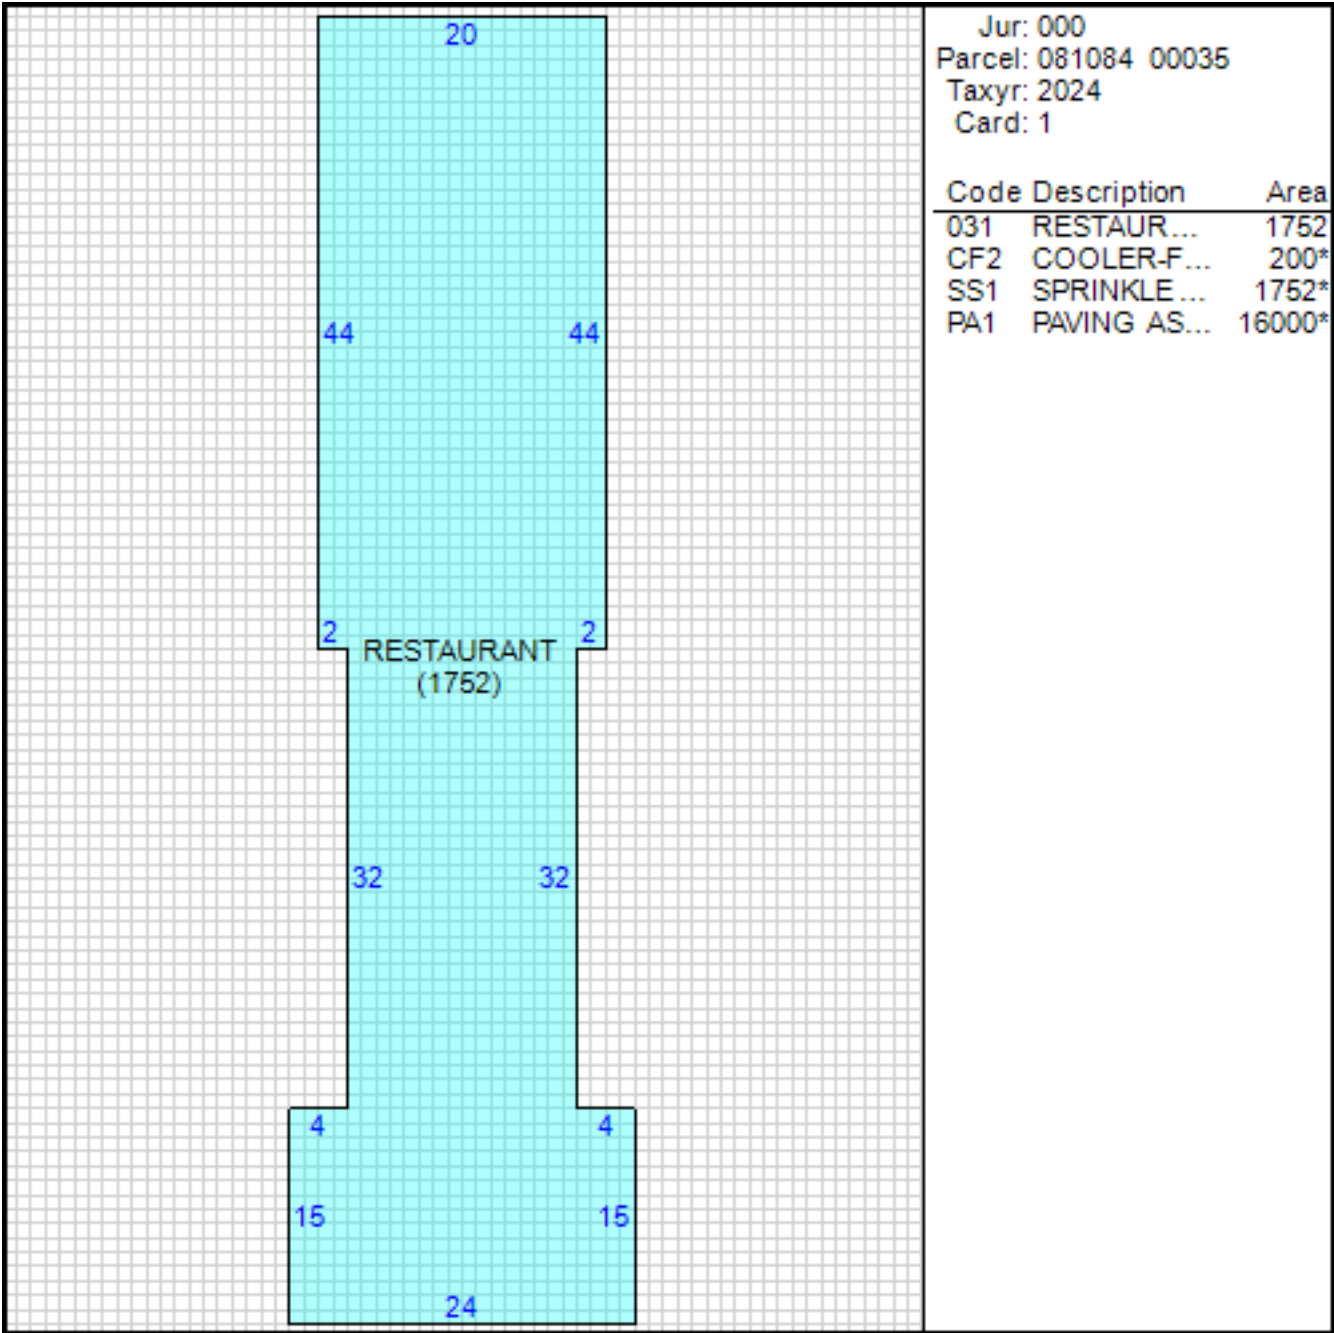 20
44 44
2 2
RESTAURANT
(1752)
32 32
4 4
15 15
24
Jur: 000
Parcel: 081084 00035
Taxyr: 2024
Card: 1
Code Description Area
031 RESTAUR... 1752
CF2 COOLER-F... 200*
SS1 SPRINKLE... 1752*
PA1 PAVING AS... 16000*